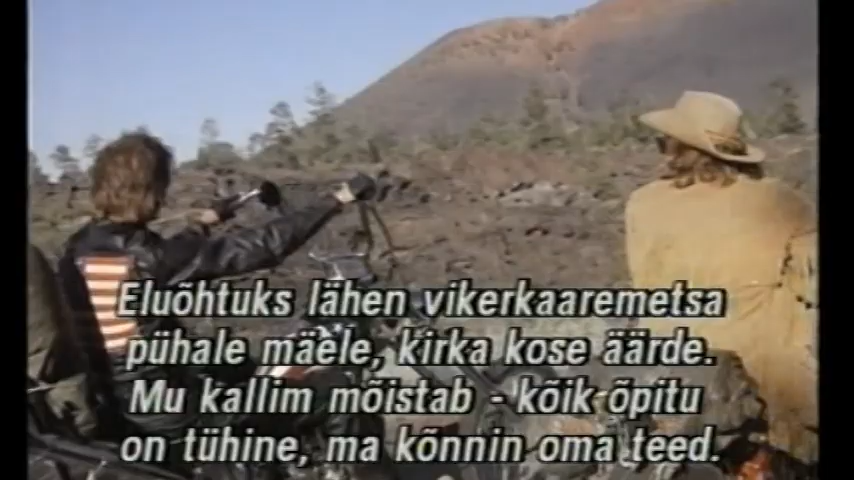 Eluõhtuks lähen vikerkaaremetsa
pühale mäele, kirka kose äärde.
Mu kallim mõistab - kõik õpitu
on tühine, ma kõnnin oma teed.